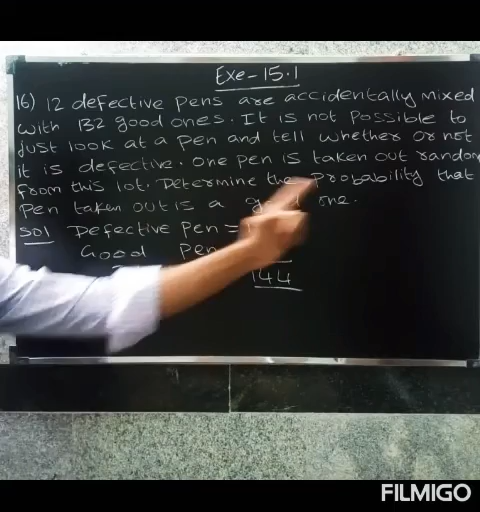 Exe-15.1
16) 12 defective pens are accidentally mixed
with 132 good ones. It is not possible to
just look at a pen and tell whether or not
it is defective. One pen is taken out random
from this lot. Determine the probability that
pen taken out is a one.
Sol Defective pen =
Good pen
144
FILMIGO